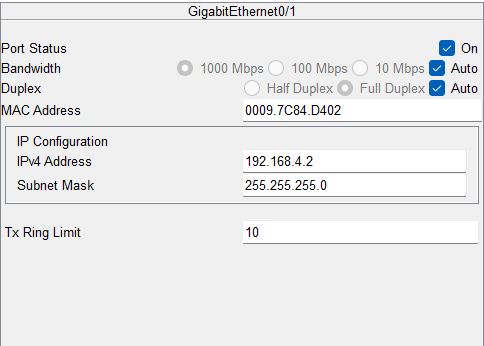 GigabitEthernet0/1
Port Status On
Bandwidth 1000 Mbps 100 Mbps 10 Mbps Auto
Duplex Half Duplex Full Duplex Auto
MAC Address 0009.7C84.D402
IP Configuration
IPv4 Address 192.168.4.2
Subnet Mask 255.255.255.0
Tx Ring Limit 10